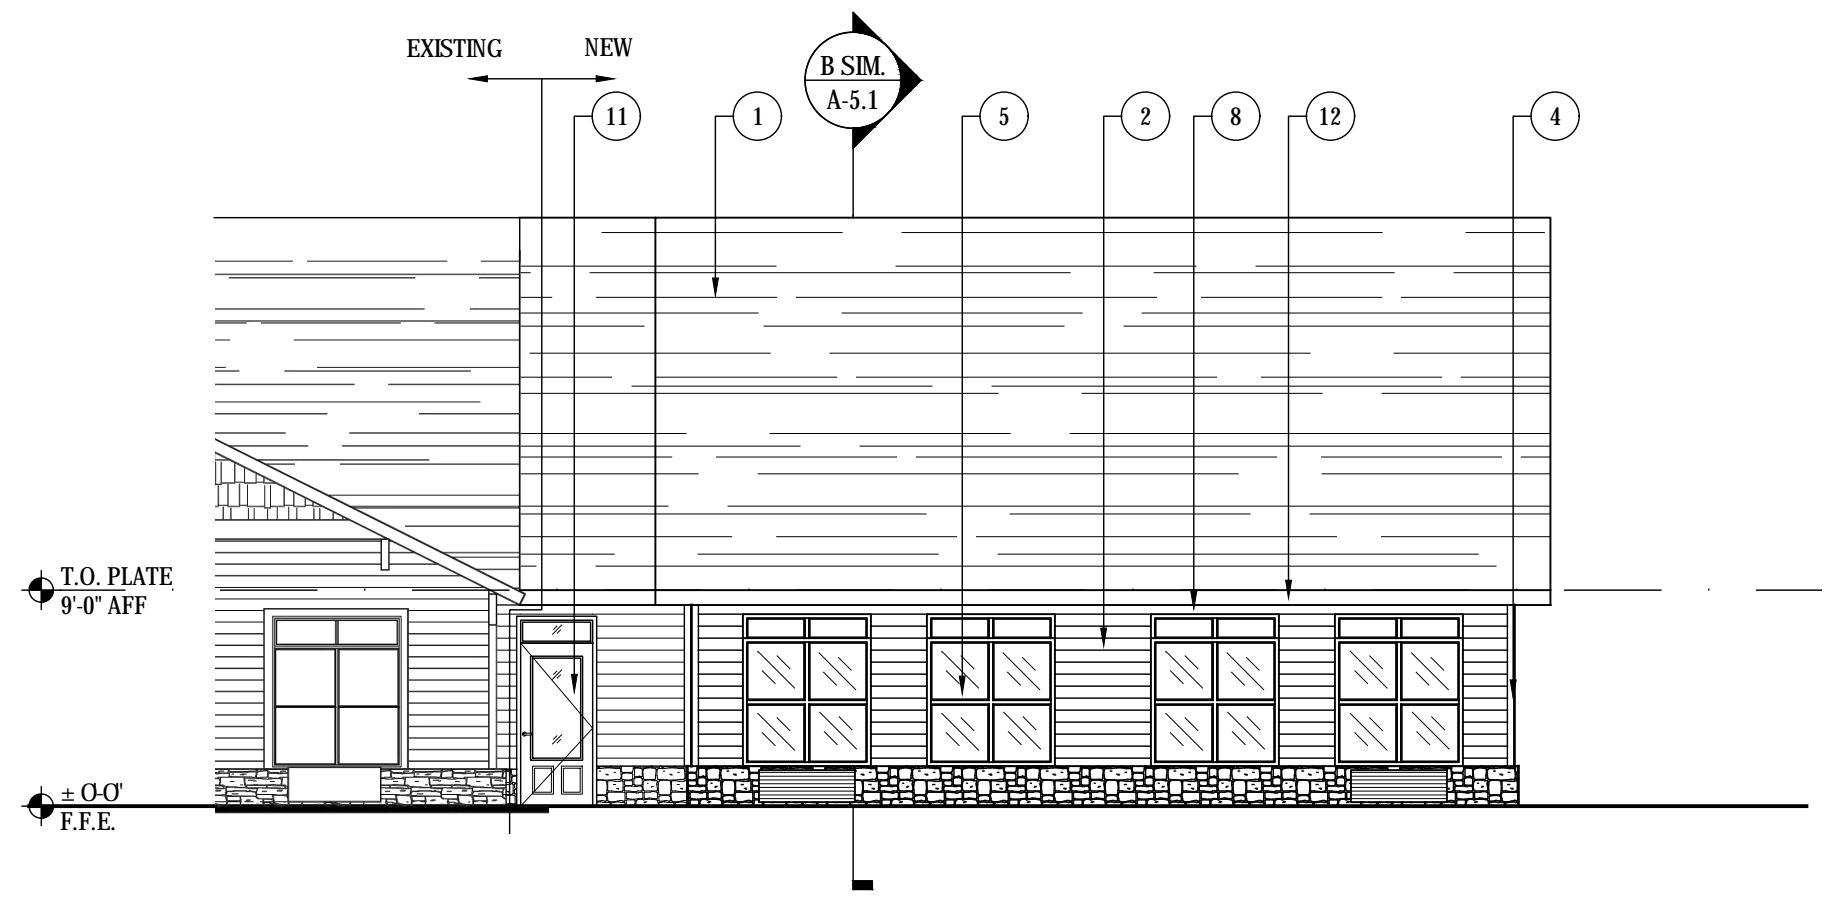 EXISTING NEW
B SIM.
A-5.1
11 1 5 2 8 12 4
T.O. PLATE
9'-0" AFF
± 0'-0"
F.F.E.